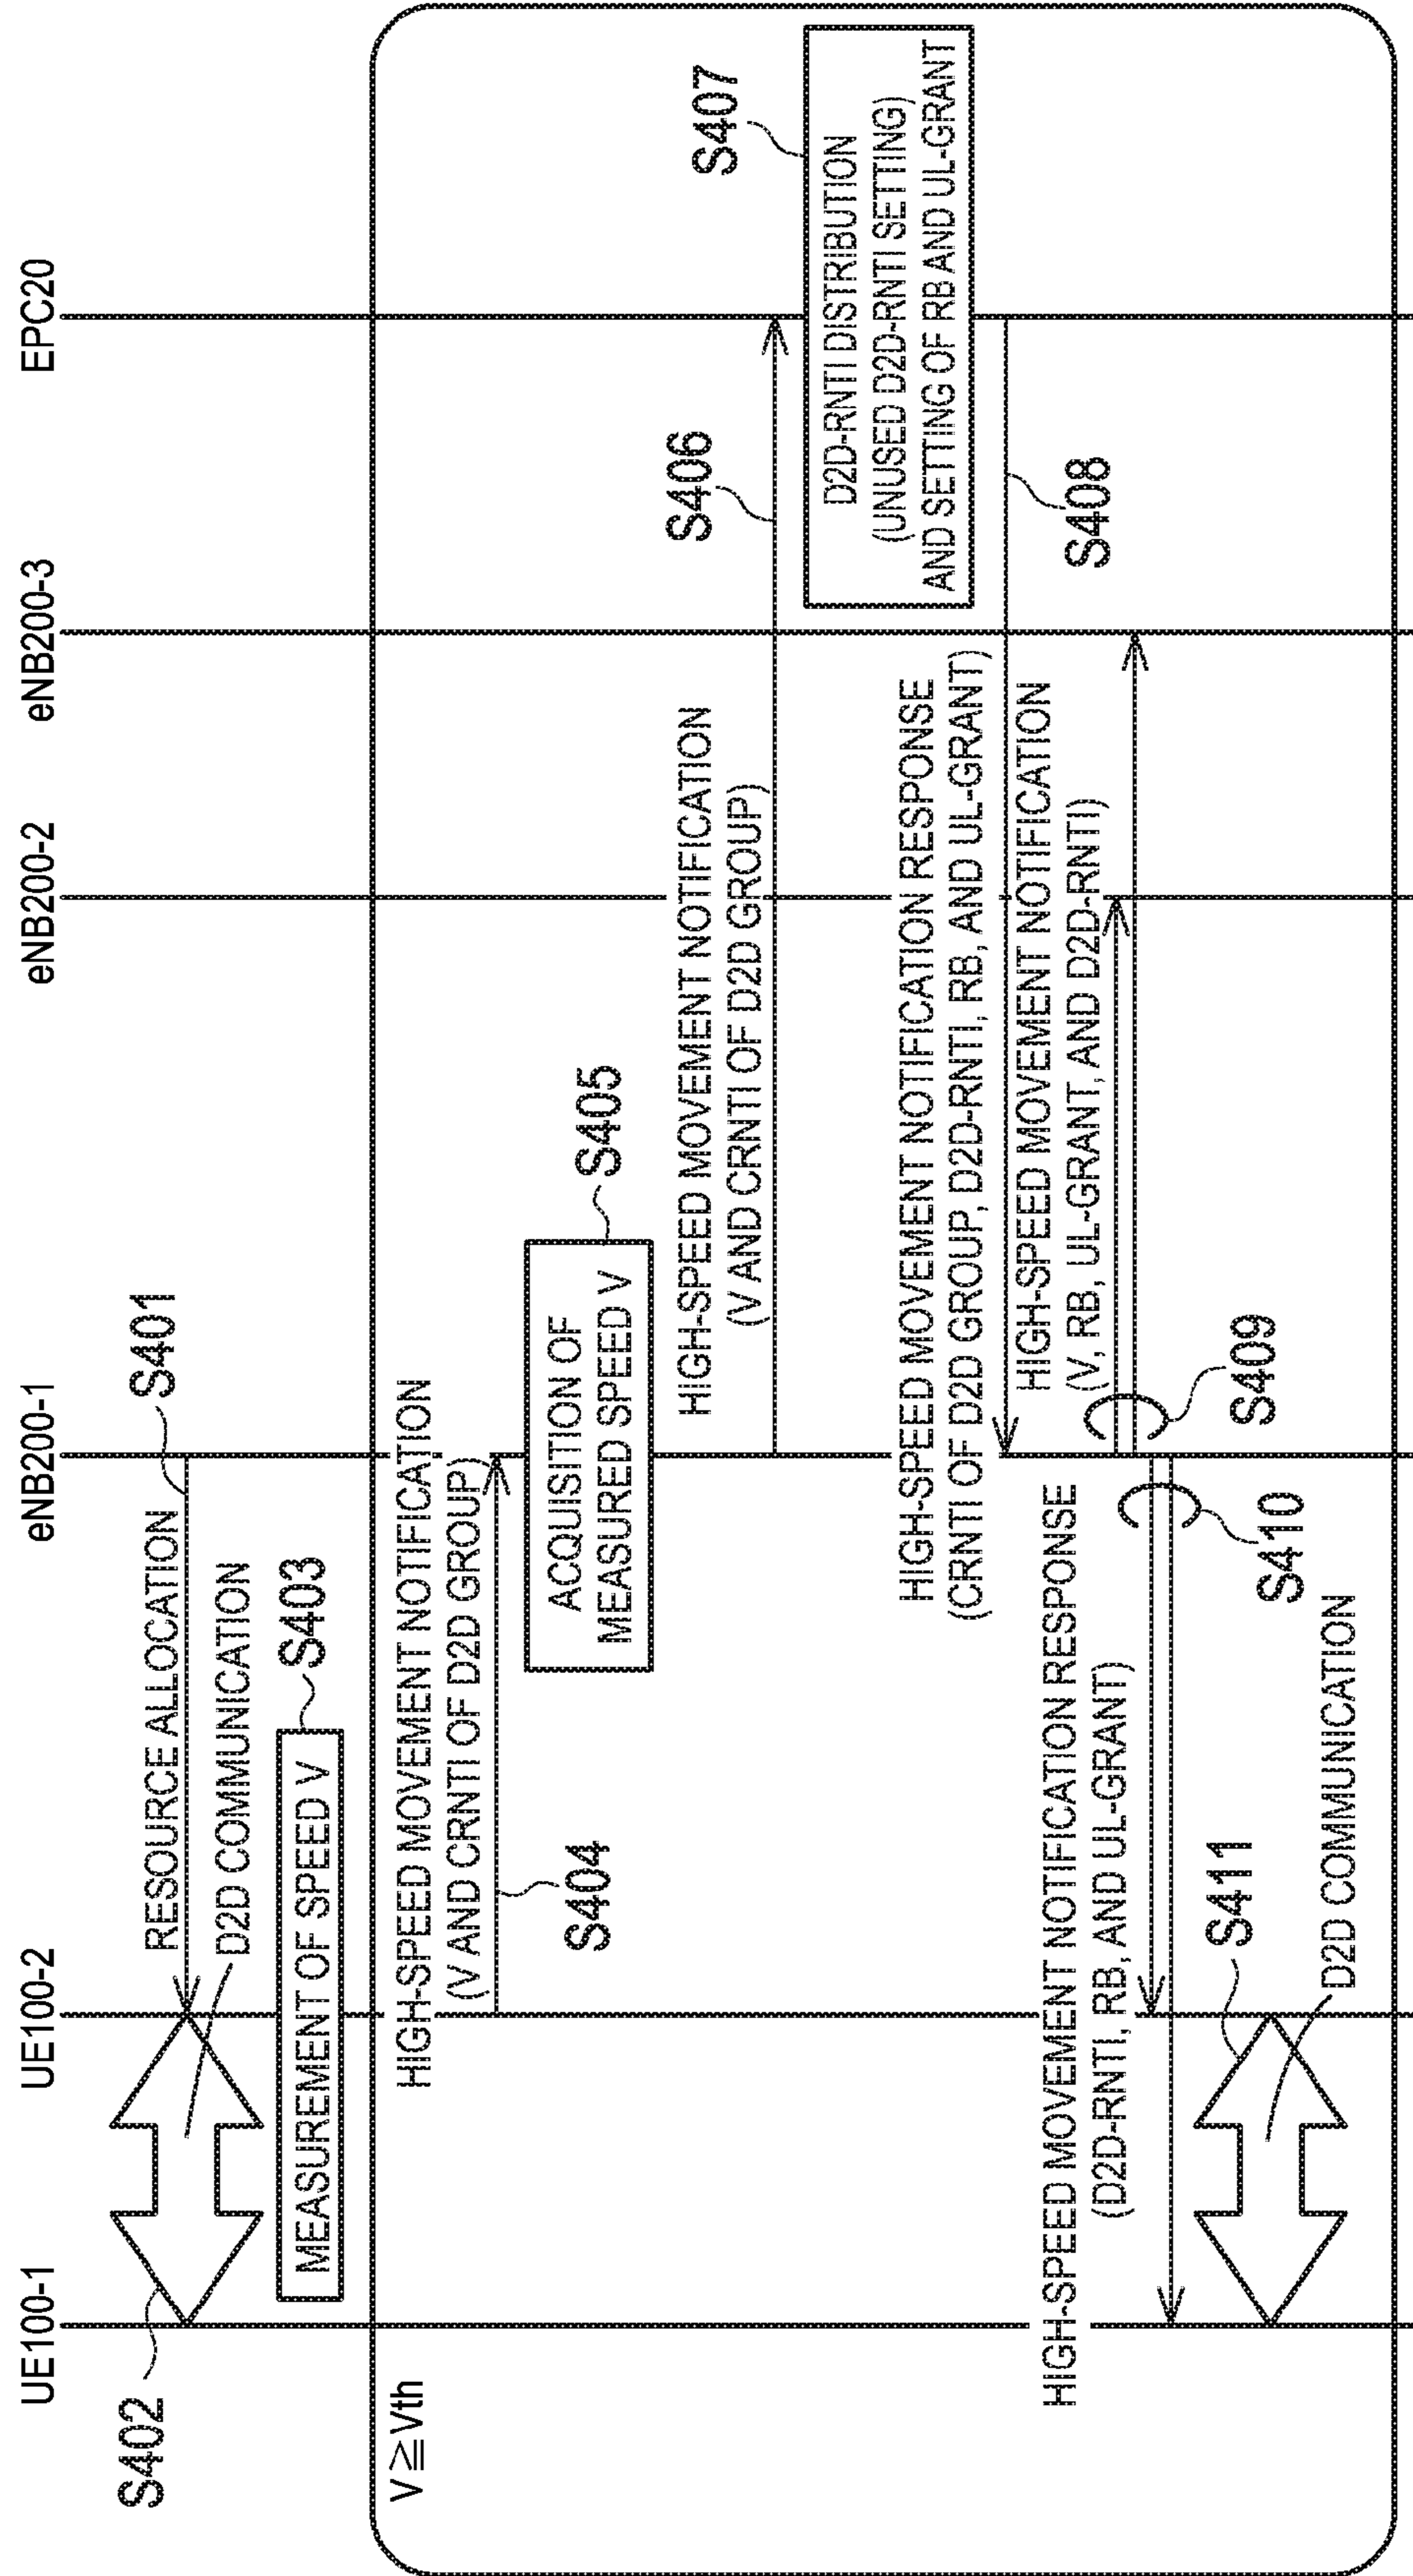 UE100-1
UE100-2
eNB200-1
eNB200-2
eNB200-3
EPC20
S401
RESOURCE ALLOCATION
S402
D2D COMMUNICATION
S403
MEASUREMENT OF SPEED V
V≧Vth
HIGH-SPEED MOVEMENT NOTIFICATION
(V AND CRNTI OF D2D GROUP)
S404
S405
ACQUISITION OF
MEASURED SPEED V
HIGH-SPEED MOVEMENT NOTIFICATION
(V AND CRNTI OF D2D GROUP)
S406
S407
D2D-RNTI DISTRIBUTION
(UNUSED D2D-RNTI SETTING)
AND SETTING OF RB AND UL-GRANT
HIGH-SPEED MOVEMENT NOTIFICATION RESPONSE
(CRNTI OF D2D GROUP, D2D-RNTI, RB, AND UL-GRANT)
S408
HIGH-SPEED MOVEMENT NOTIFICATION
(V, RB, UL-GRANT, AND D2D-RNTI)
S409
HIGH-SPEED MOVEMENT NOTIFICATION RESPONSE
(D2D-RNTI, RB, AND UL-GRANT)
S410
S411
D2D COMMUNICATION